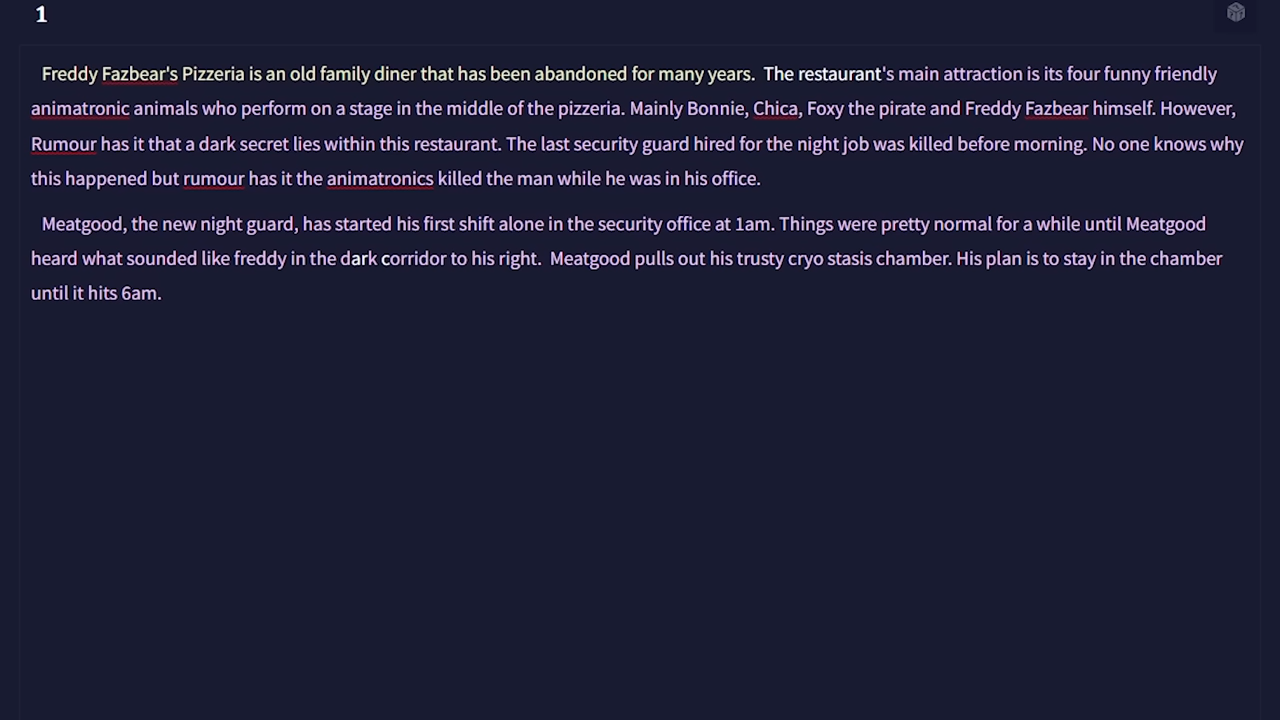 1
Freddy Fazbear's Pizzeria is an old family diner that has been abandoned for many years.  The restaurant's main attraction is its four funny friendly
animatronic animals who perform on a stage in the middle of the pizzeria. Mainly Bonnie, Chica, Foxy the pirate and Freddy Fazbear himself. However,
Rumour has it that a dark secret lies within this restaurant. The last security guard hired for the night job was killed before morning. No one knows why
this happened but rumour has it the animatronics killed the man while he was in his office.
Meatgood, the new night guard, has started his first shift alone in the security office at 1am. Things were pretty normal for a while until Meatgood
heard what sounded like freddy in the dark corridor to his right.  Meatgood pulls out his trusty cryo stasis chamber. His plan is to stay in the chamber
until it hits 6am.